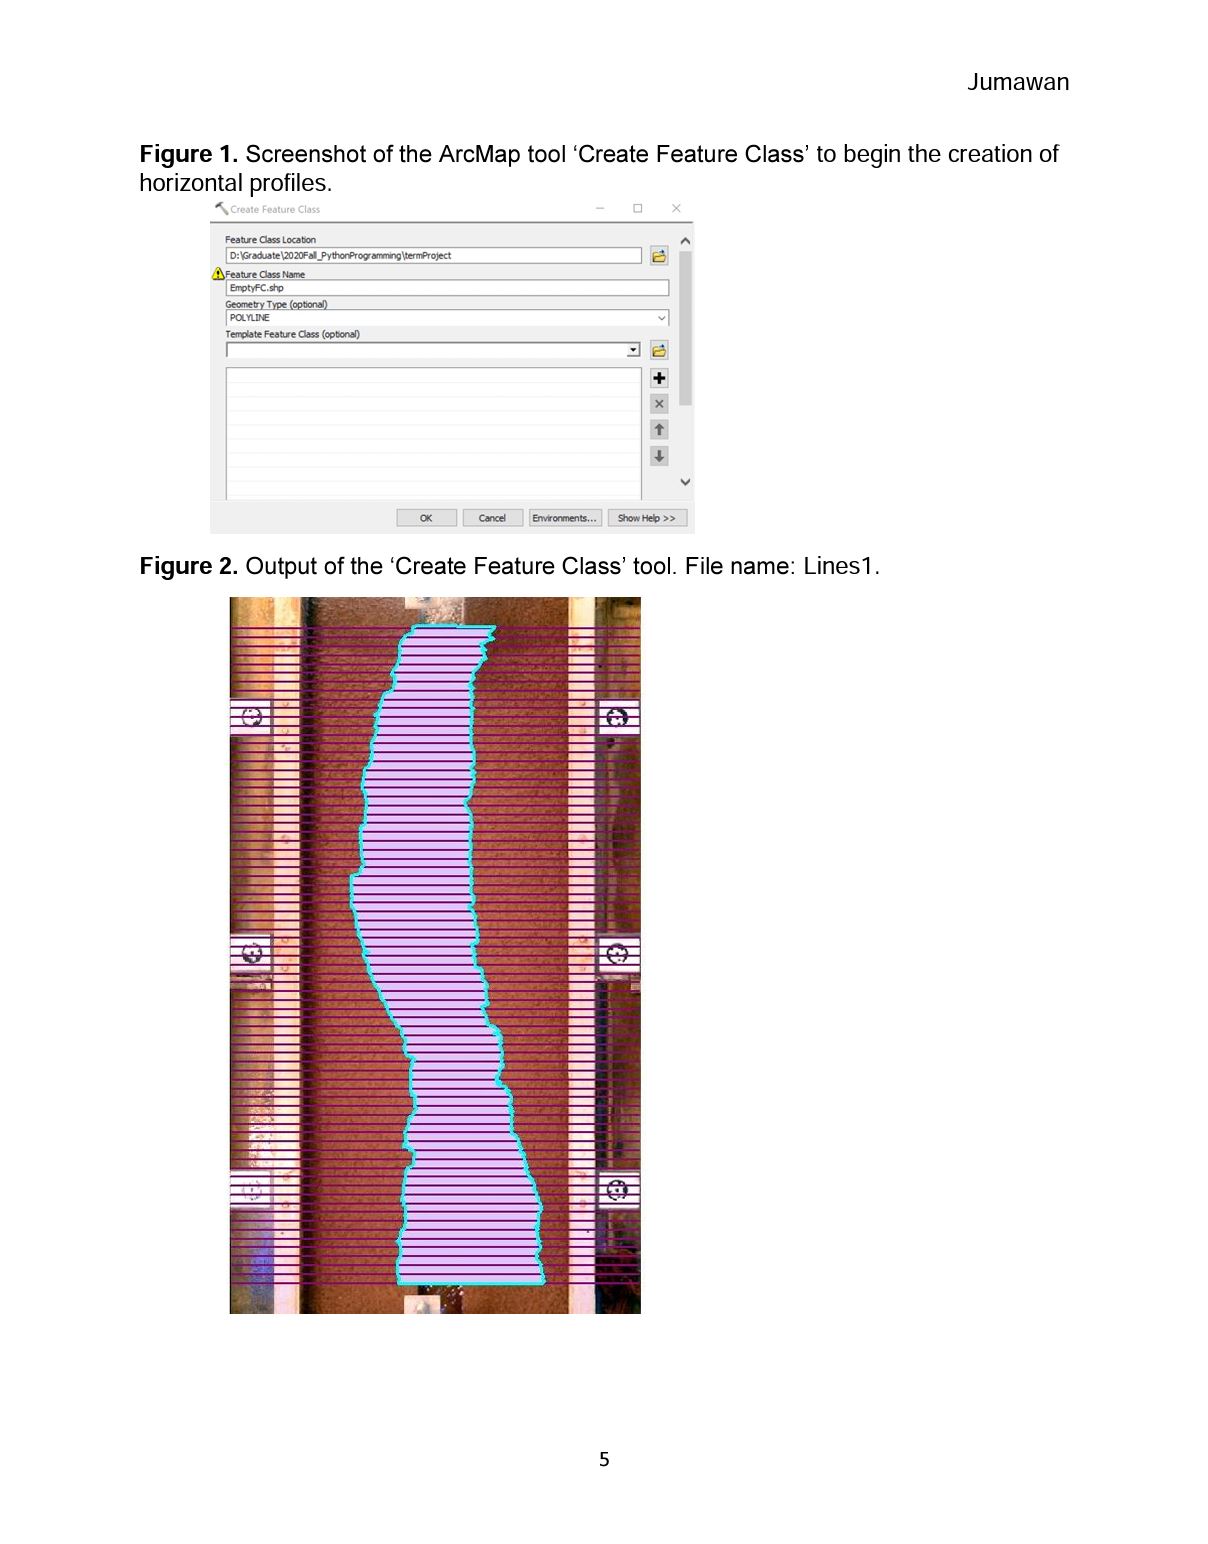 Jumawan
Figure 1. Screenshot of the ArcMap tool ‘Create Feature Class’ to begin the creation of
horizontal profiles.
Create Feature Class
Feature Class Location
D:\Graduate\2020Fall_PythonProgramming\termProject
Feature Class Name
EmptyFC.shp
Geometry Type (optional)
POLYLINE
Template Feature Class (optional)
OK Cancel Environments... Show Help >>
Figure 2. Output of the ‘Create Feature Class’ tool. File name: Lines1.
5